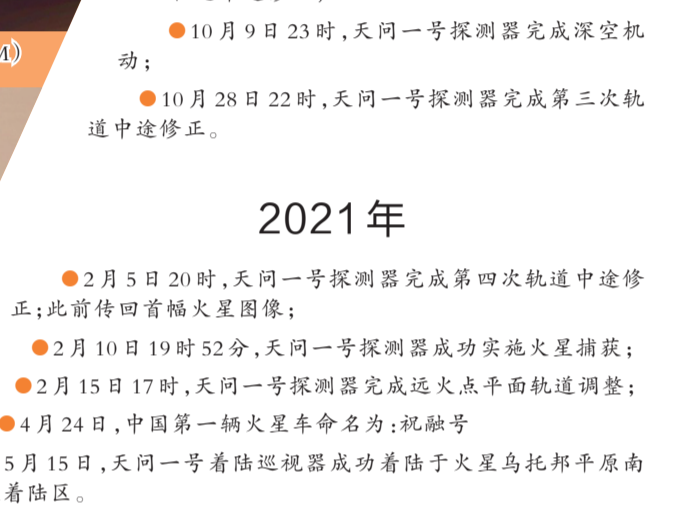 M)
●10月9日23时,天问一号探测器完成深空机
动;
●10月28日22时,天问一号探测器完成第三次轨
道中途修正。
2021年
●2月5日20时,天问一号探测器完成第四次轨道中途修
正;此前传回首幅火星图像;
●2月10日19时52分,天问一号探测器成功实施火星捕获;
●2月15日17时,天问一号探测器完成远火点平面轨道调整;
●4月24日,中国第一辆火星车命名为:祝融号
5月15日,天问一号着陆巡视器成功着陆于火星乌托邦平原南
着陆区。